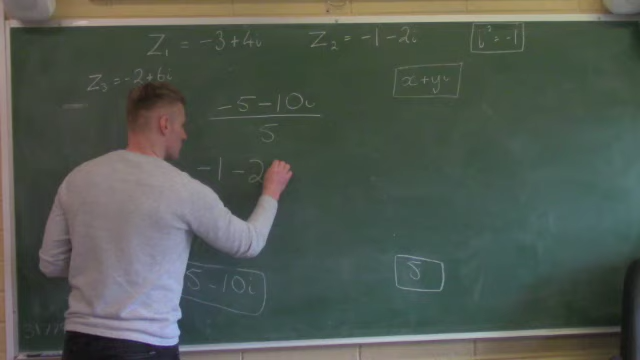 Z₁ = -3+4i Z₂ = -1-2i i² = -1
Z₃ = -2+6i x+yi
-5-10i
5
-1-2
5-10i 5